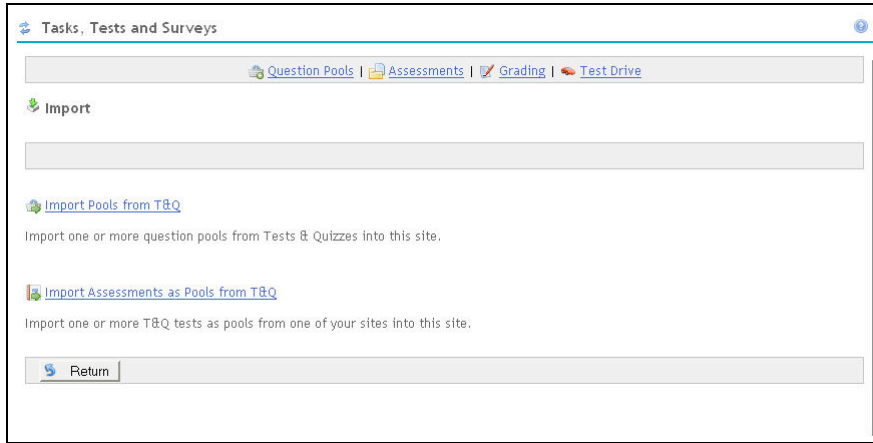 Tasks, Tests and Surveys
Question Pools | Assessments | Grading | Test Drive
Import
Import Pools from T&Q
Import one or more question pools from Tests & Quizzes into this site.
Import Assessments as Pools from T&Q
Import one or more T&Q tests as pools from one of your sites into this site.
Return